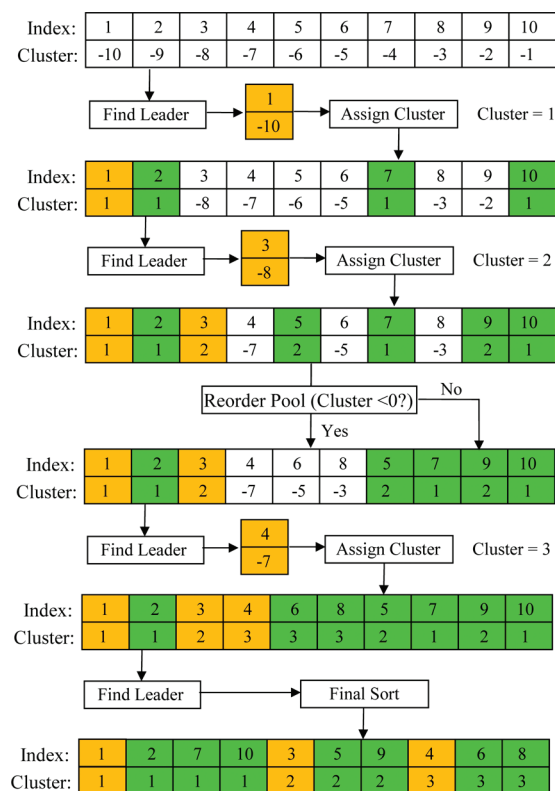 Index: 1 2 3 4 5 6 7 8 9 10
Cluster: -10 -9 -8 -7 -6 -5 -4 -3 -2 -1
Find Leader 1 -10 Assign Cluster Cluster = 1
Index: 1 2 3 4 5 6 7 8 9 10
Cluster: 1 1 -8 -7 -6 -5 1 -3 -2 1
Find Leader 3 -8 Assign Cluster Cluster = 2
Index: 1 2 3 4 5 6 7 8 9 10
Cluster: 1 1 2 -7 2 -5 1 -3 2 1
Reorder Pool (Cluster <0?) No
Yes
Index: 1 2 3 4 6 8 5 7 9 10
Cluster: 1 1 2 -7 -5 -3 2 1 2 1
Find Leader 4 -7 Assign Cluster Cluster = 3
Index: 1 2 3 4 6 8 5 7 9 10
Cluster: 1 1 2 3 3 3 2 1 2 1
Find Leader Final Sort
Index: 1 2 7 10 3 5 9 4 6 8
Cluster: 1 1 1 1 2 2 2 3 3 3